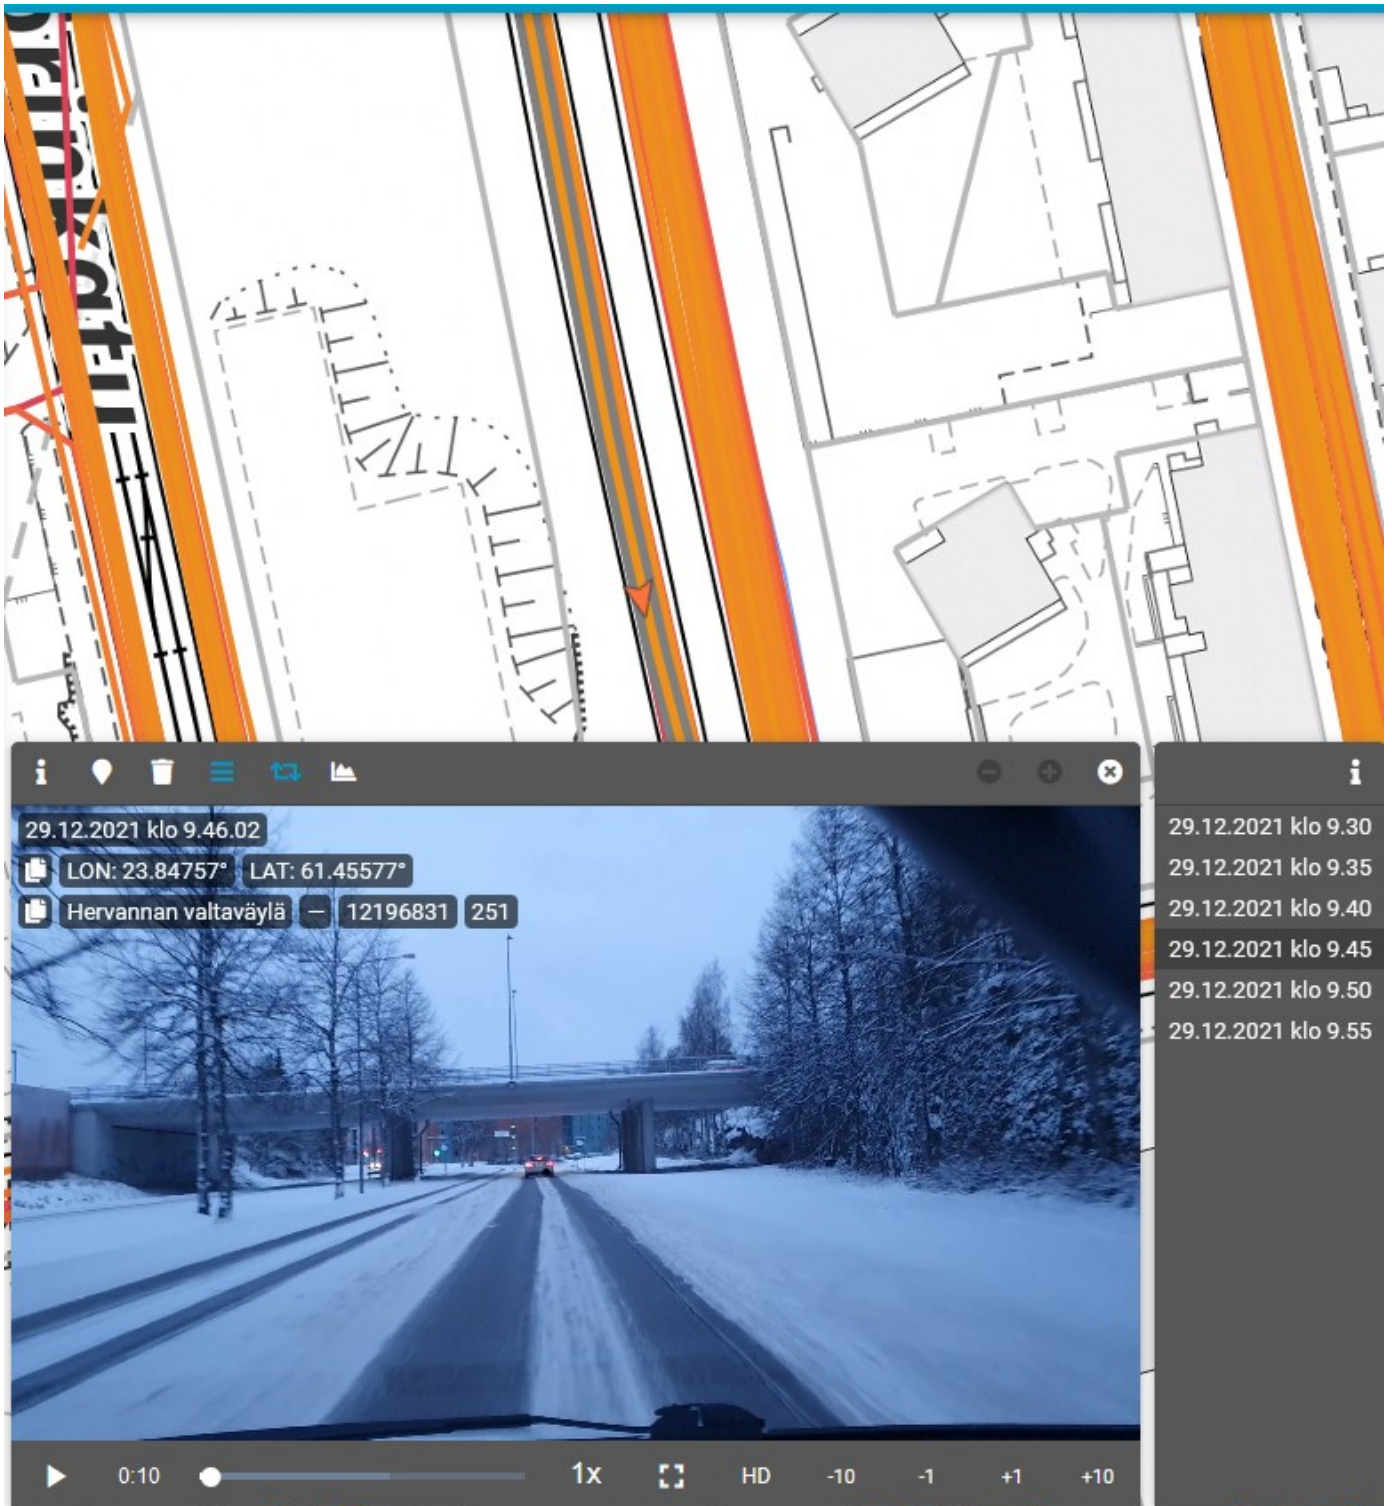 29.12.2021 klo 9.46.02
LON: 23.84757° LAT: 61.45577°
Hervannan valtaväylä – 12196831 251
29.12.2021 klo 9.30
29.12.2021 klo 9.35
29.12.2021 klo 9.40
29.12.2021 klo 9.45
29.12.2021 klo 9.50
29.12.2021 klo 9.55
0:10 1x HD -10 -1 +1 +10